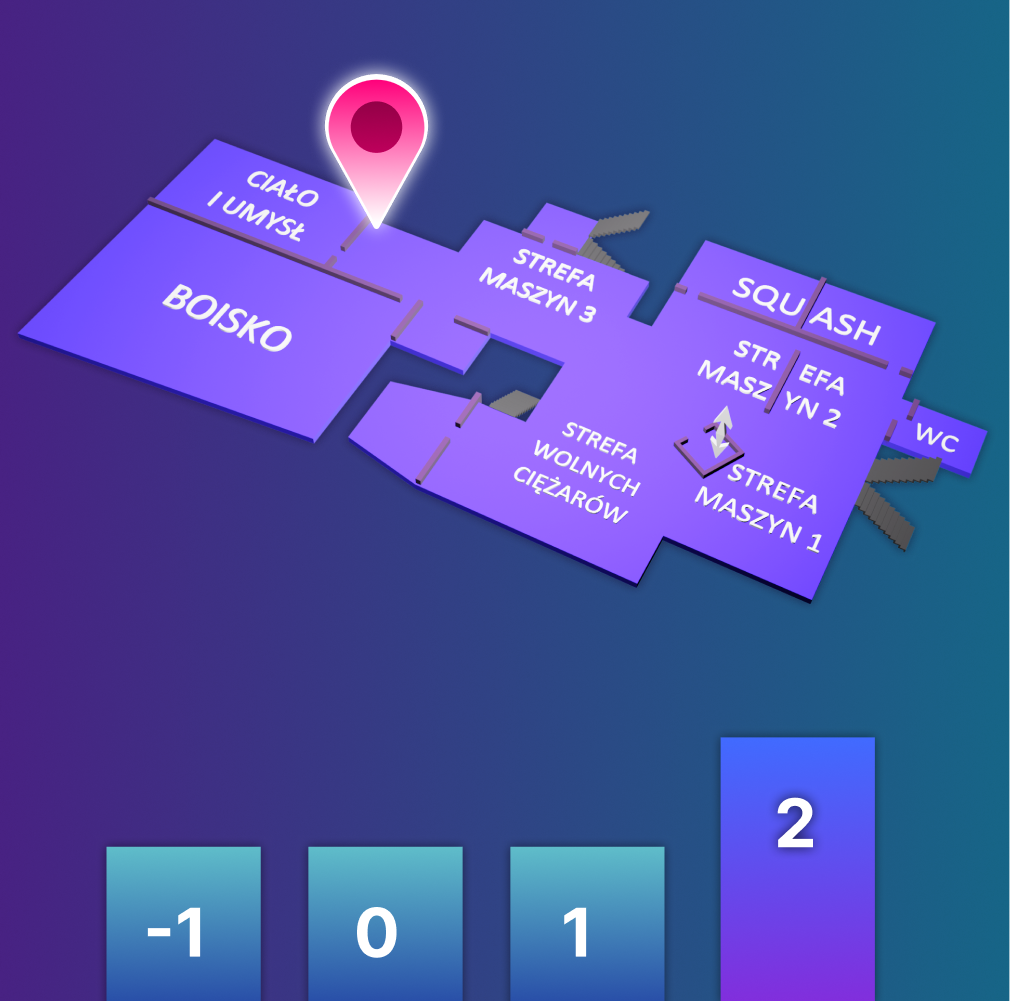 CIAŁO
I UMYSŁ
BOISKO
STREFA
MASZYN 3
SQUASH
STREFA
MASZYN 2
WC
STREFA
WOLNYCH
CIĘŻARÓW
STREFA
MASZYN 1
-1
0
1
2